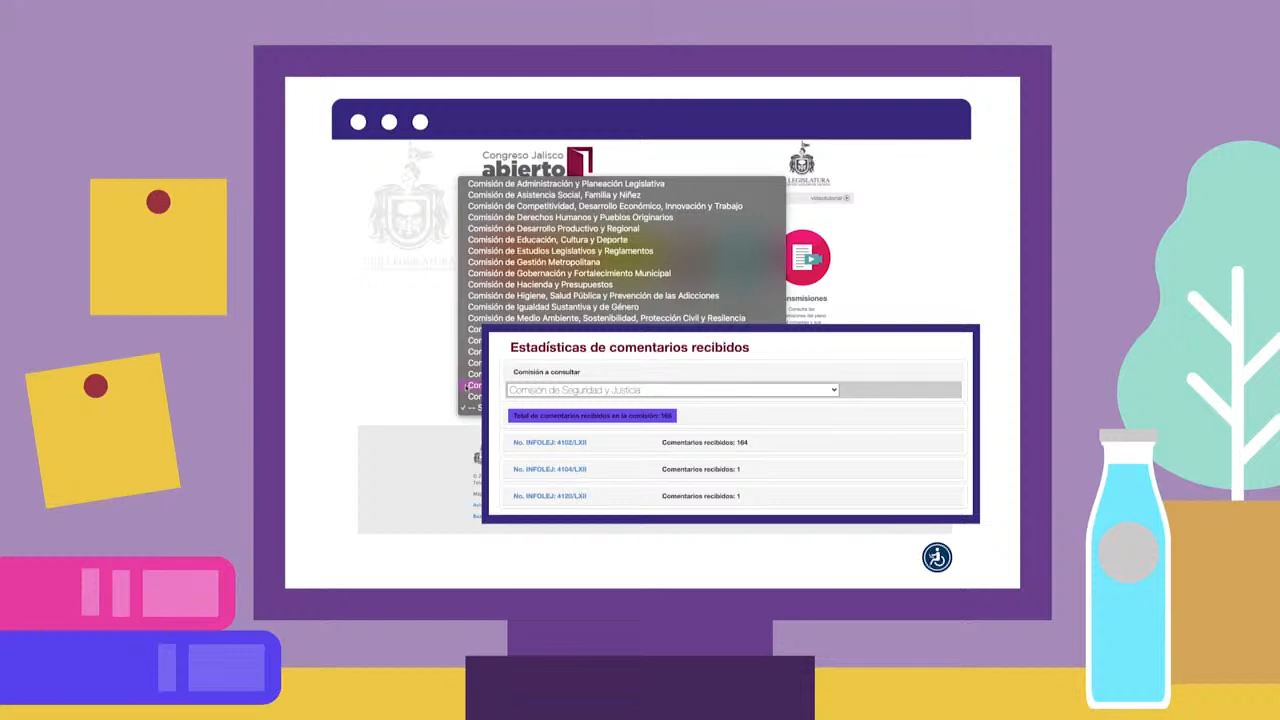 Congreso Jalisco
abierto
LEGISLATURA
videotutorial
Comisión de Administración y Planeación Legislativa
Comisión de Asistencia Social, Familia y Niñez
Comisión de Competitividad, Desarrollo Económico, Innovación y Trabajo
Comisión de Derechos Humanos y Pueblos Originarios
Comisión de Desarrollo Productivo y Regional
Comisión de Educación, Cultura y Deporte
Comisión de Estudios Legislativos y Reglamentos
Comisión de Gestión Metropolitana
Comisión de Gobernación y Fortalecimiento Municipal
Comisión de Hacienda y Presupuestos
Comisión de Higiene, Salud Pública y Prevención de las Adicciones
Comisión de Igualdad Sustantiva y de Género
Comisión de Medio Ambiente, Sostenibilidad, Protección Civil y Resilencia
nsmisiones
Consulta las
Estadísticas de comentarios recibidos
Comisión a consultar
Comisión de Seguridad y Justicia
Total de comentarios recibidos en la comisión: 166
No. INFOLEJ: 4102/LXII Comentarios recibidos: 164
No. INFOLEJ: 4104/LXII Comentarios recibidos: 1
No. INFOLEJ: 4120/LXII Comentarios recibidos: 1